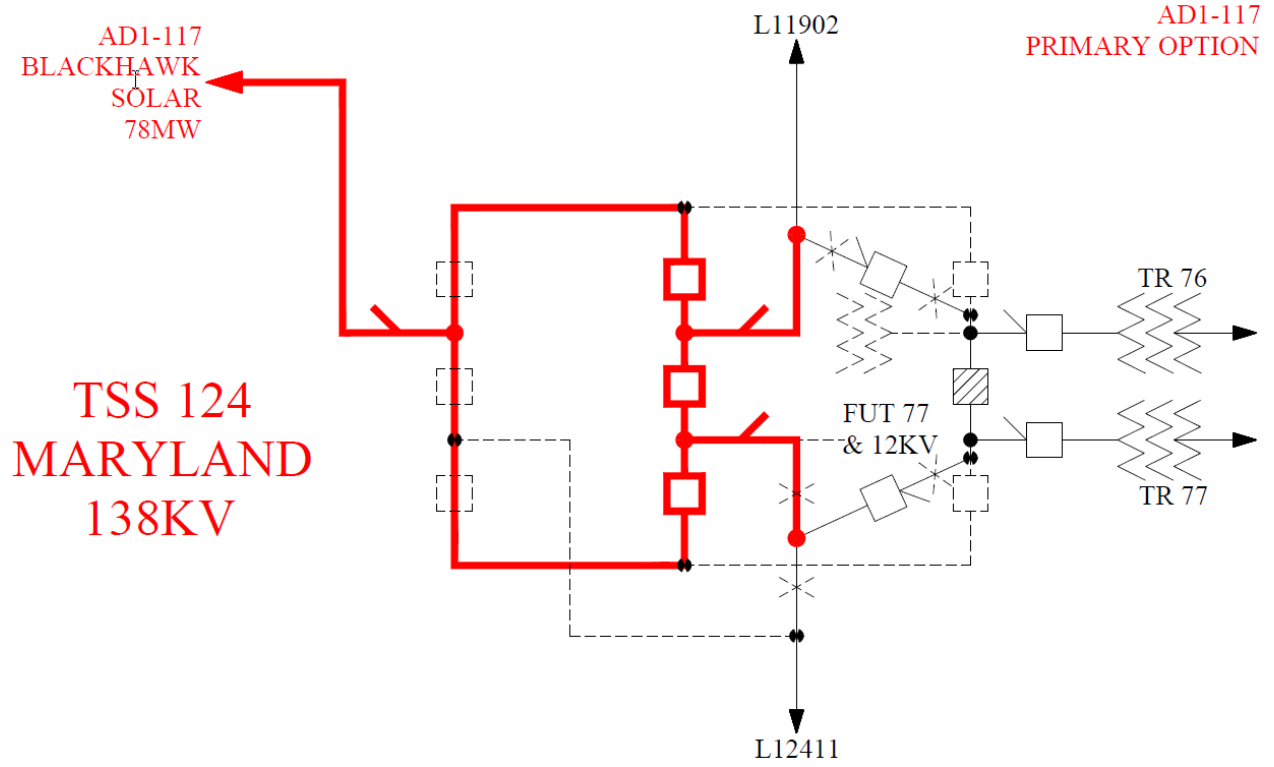 AD1-117
BLACKHAWK
SOLAR
78MW
L11902
AD1-117
PRIMARY OPTION
TR 76
TSS 124
MARYLAND
138KV
FUT 77
& 12KV
TR 77
L12411